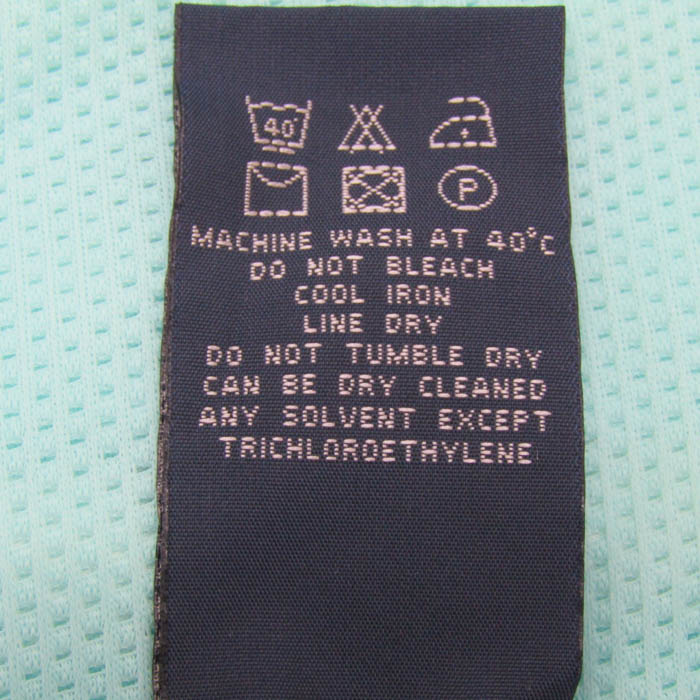 40
P
MACHINE WASH AT 40°C
DO NOT BLEACH
COOL IRON
LINE DRY
DO NOT TUMBLE DRY
CAN BE DRY CLEANED
ANY SOLVENT EXCEPT
TRICHLOROETHYLENE